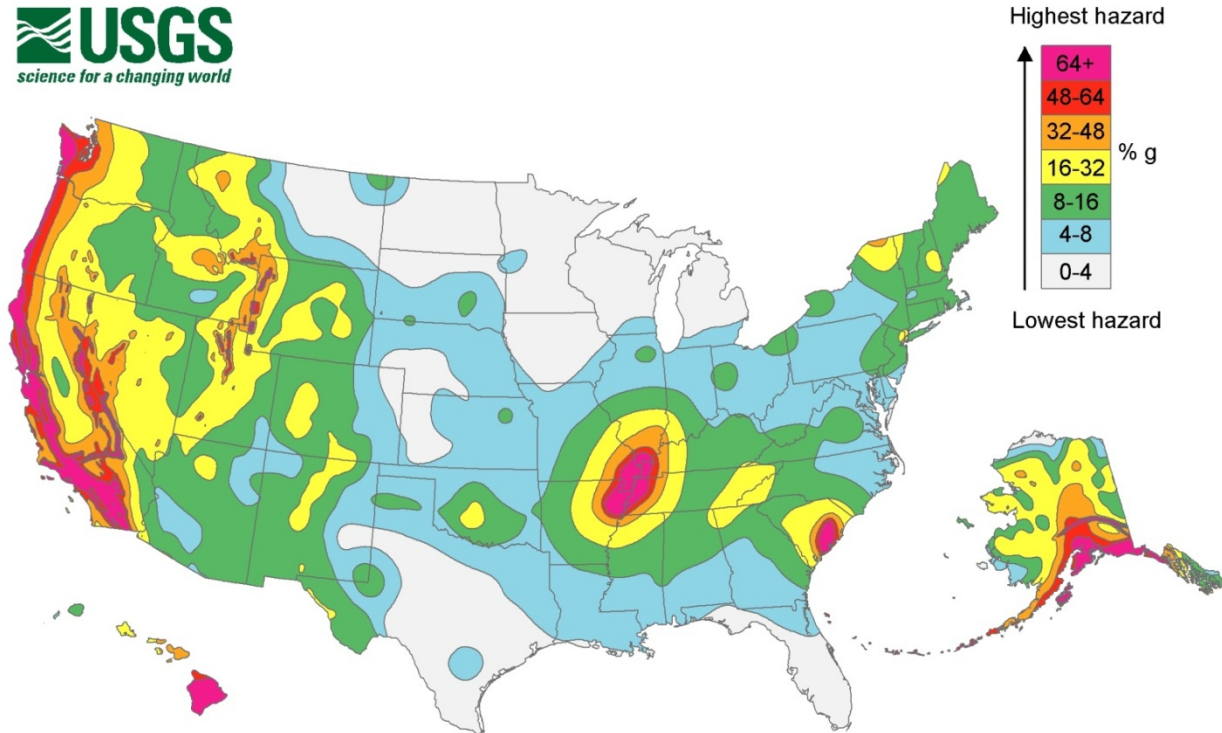 USGS
science for a changing world
Highest hazard
64+
48-64
32-48
16-32
8-16
4-8
0-4
% g
Lowest hazard